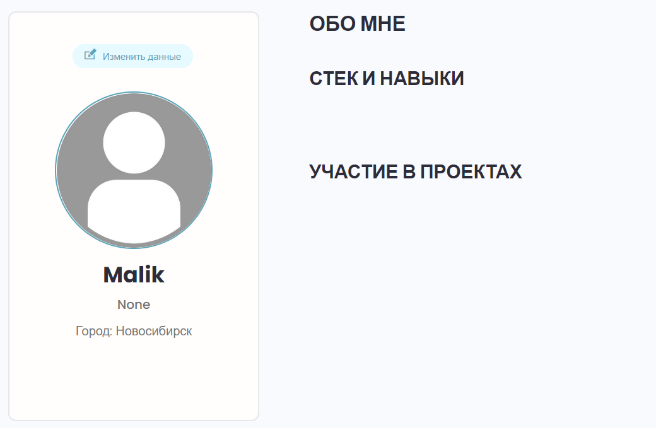 Изменить данные
Malik
None
Город: Новосибирск
ОБО МНЕ
СТЕК И НАВЫКИ
УЧАСТИЕ В ПРОЕКТАХ